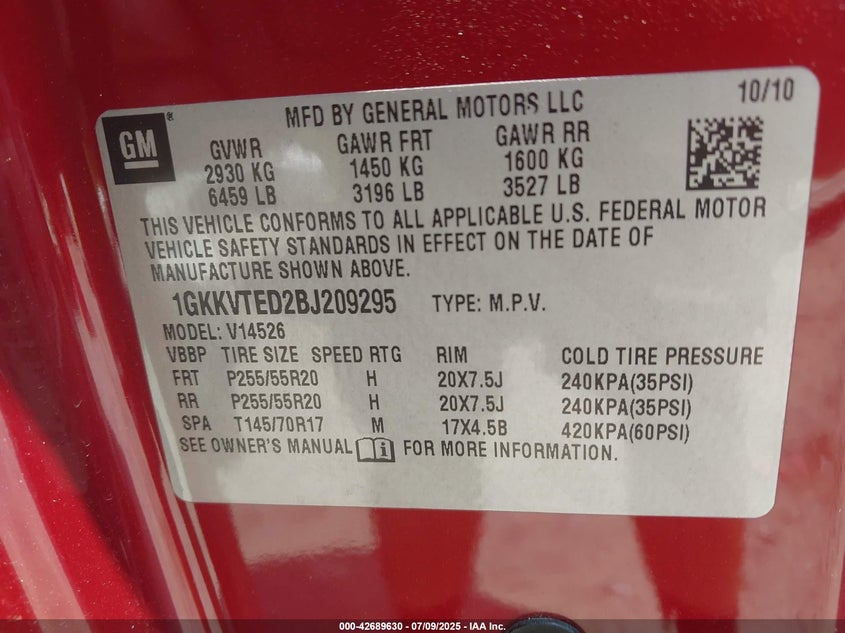 MFD BY GENERAL MOTORS LLC 10/10
GM®
GVWR GAWR FRT GAWR RR
2930 KG 1450 KG 1600 KG
6459 LB 3196 LB 3527 LB
THIS VEHICLE CONFORMS TO ALL APPLICABLE U.S. FEDERAL MOTOR
VEHICLE SAFETY STANDARDS IN EFFECT ON THE DATE OF
MANUFACTURE SHOWN ABOVE.
1GKKVTED2BJ209295 TYPE: M.P.V.
MODEL: V14526
VBBP TIRE SIZE SPEED RTG RIM COLD TIRE PRESSURE
FRT P255/55R20 H 20X7.5J 240KPA(35PSI)
RR P255/55R20 H 20X7.5J 240KPA(35PSI)
SPA T145/70R17 M 17X4.5B 420KPA(60PSI)
SEE OWNER'S MANUAL FOR MORE INFORMATION.
000-42689630 - 07/09/2025 - IAA Inc.